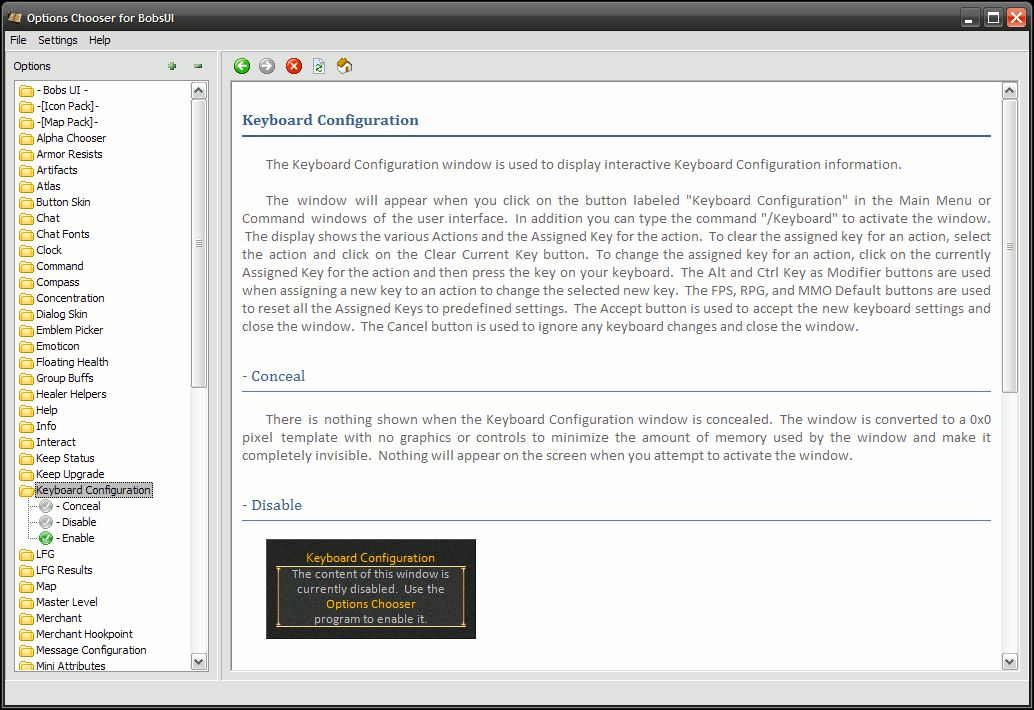 Options Chooser for BobsUI
File Settings Help
Options
- Bobs UI -
-[Icon Pack]-
-[Map Pack]-
Alpha Chooser
Armor Resists
Artifacts
Atlas
Button Skin
Chat
Chat Fonts
Clock
Command
Compass
Concentration
Dialog Skin
Emblem Picker
Emoticon
Floating Health
Group Buffs
Healer Helpers
Help
Info
Interact
Keep Status
Keep Upgrade
Keyboard Configuration
- Conceal
- Disable
- Enable
LFG
LFG Results
Map
Master Level
Merchant
Merchant Hookpoint
Message Configuration
Mini Attributes
Keyboard Configuration
The Keyboard Configuration window is used to display interactive Keyboard Configuration information.
The window will appear when you click on the button labeled "Keyboard Configuration" in the Main Menu or
Command windows of the user interface. In addition you can type the command "/Keyboard" to activate the window.
The display shows the various Actions and the Assigned Key for the action. To clear the assigned key for an action, select
the action and click on the Clear Current Key button. To change the assigned key for an action, click on the currently
Assigned Key for the action and then press the key on your keyboard. The Alt and Ctrl Key as Modifier buttons are used
when assigning a new key to an action to change the selected new key. The FPS, RPG, and MMO Default buttons are used
to reset all the Assigned Keys to predefined settings. The Accept button is used to accept the new keyboard settings and
close the window. The Cancel button is used to ignore any keyboard changes and close the window.
- Conceal
There is nothing shown when the Keyboard Configuration window is concealed. The window is converted to a 0x0
pixel template with no graphics or controls to minimize the amount of memory used by the window and make it
completely invisible. Nothing will appear on the screen when you attempt to activate the window.
- Disable
Keyboard Configuration
The content of this window is
currently disabled. Use the
Options Chooser
program to enable it.